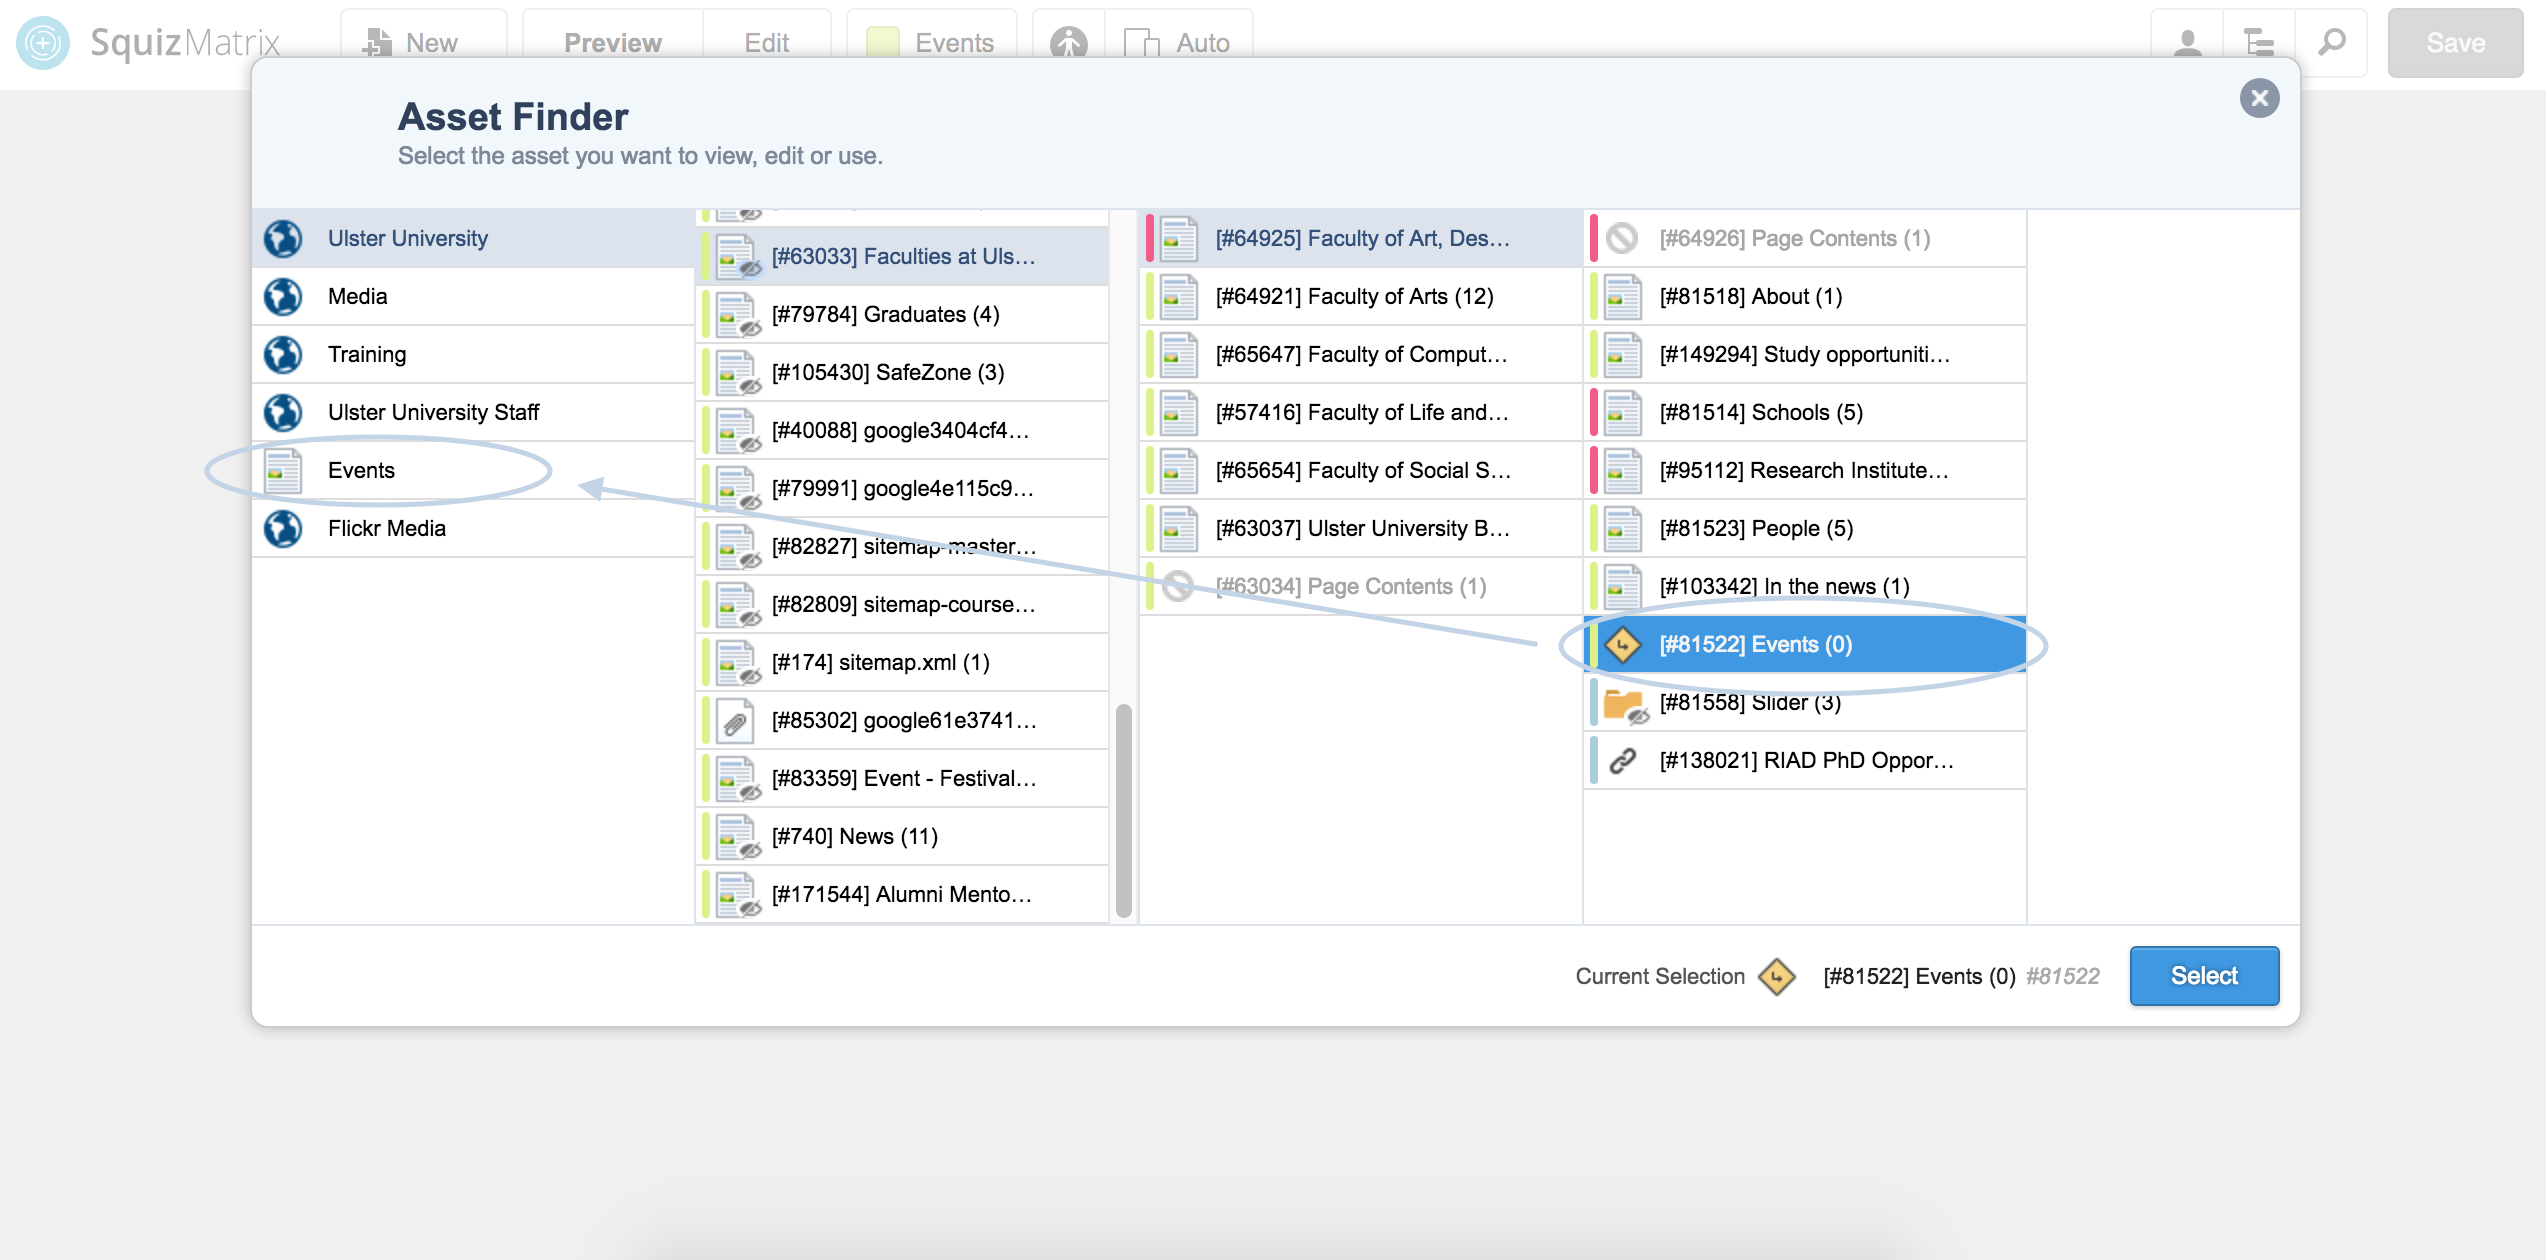 SquizMatrix
New
Preview
Edit
Events
Auto
Save
Asset Finder
Select the asset you want to view, edit or use.
Ulster University
Media
Training
Ulster University Staff
Events
Flickr Media
[#63033] Faculties at Uls…
[#79784] Graduates (4)
[#105430] SafeZone (3)
[#40088] google3404cf4…
[#79991] google4e115c9…
[#82827] sitemap-master…
[#82809] sitemap-course…
[#174] sitemap.xml (1)
[#85302] google61e3741…
[#83359] Event - Festival…
[#740] News (11)
[#171544] Alumni Mento…
[#64925] Faculty of Art, Des…
[#64921] Faculty of Arts (12)
[#65647] Faculty of Comput…
[#57416] Faculty of Life and…
[#65654] Faculty of Social S…
[#63037] Ulster University B…
[#63034] Page Contents (1)
[#64926] Page Contents (1)
[#81518] About (1)
[#149294] Study opportuniti…
[#81514] Schools (5)
[#95112] Research Institute…
[#81523] People (5)
[#103342] In the news (1)
[#81522] Events (0)
[#81558] Slider (3)
[#138021] RIAD PhD Oppor…
Current Selection [#81522] Events (0) #81522
Select